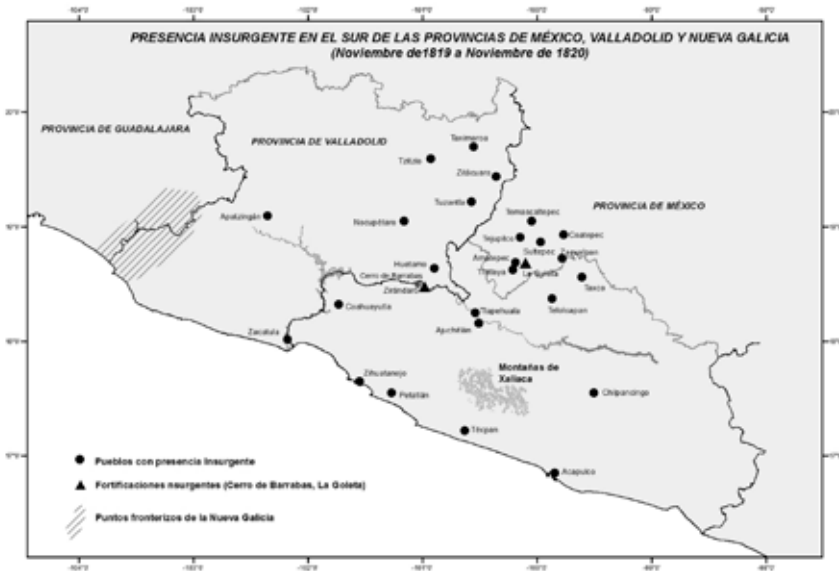 PRESENCIA INSURGENTE EN EL SUR DE LAS PROVINCIAS DE MÉXICO, VALLADOLID Y NUEVA GALICIA
(Noviembre de1819 a Noviembre de 1820)
PROVINCIA DE GUADALAJARA
PROVINCIA DE VALLADOLID
PROVINCIA DE MÉXICO
Taximaroa
Zitácuaro
Tuzantla
Apatzingán
Nocupétaro
Temascaltepec
Tejupilco
Coatepec
Sultepec
Amatepec
Tlatlaya
La Goleta
Taxco
Teloloapan
Huetamo
Cerro de Barrabas
Zirándaro
Coahuayutla
Tlapehuala
Ajuchitlan
Zacatula
Zihuatanejo
Petatlán
Montañas de
Xaliaca
Chilpancingo
Técpan
Acapulco
Pueblos con presencia Insurgente
Fortificaciones nsurgentes (Cerro de Barrabas, La Goleta)
Puntos fronterizos de la Nueva Galicia